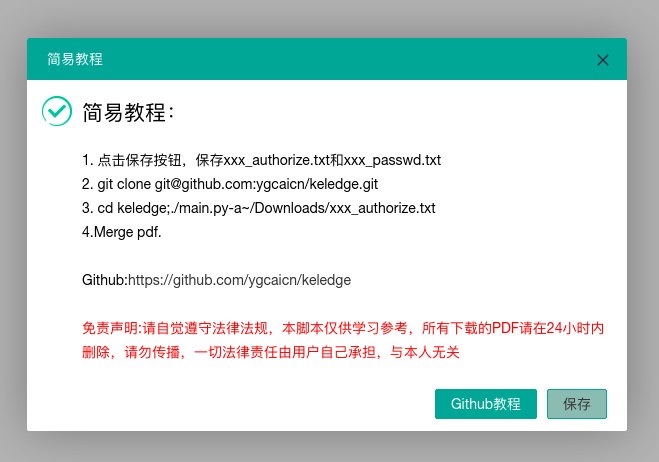 简易教程
简易教程：
1. 点击保存按钮，保存xxx_authorize.txt和xxx_passwd.txt
2. git clone git@github.com:ygcaicn/keledge.git
3. cd keledge;./main.py-a~/Downloads/xxx_authorize.txt
4.Merge pdf.
Github:https://github.com/ygcaicn/keledge
免责声明:请自觉遵守法律法规，本脚本仅供学习参考，所有下载的PDF请在24小时内
删除，请勿传播，一切法律责任由用户自己承担，与本人无关
Github教程
保存